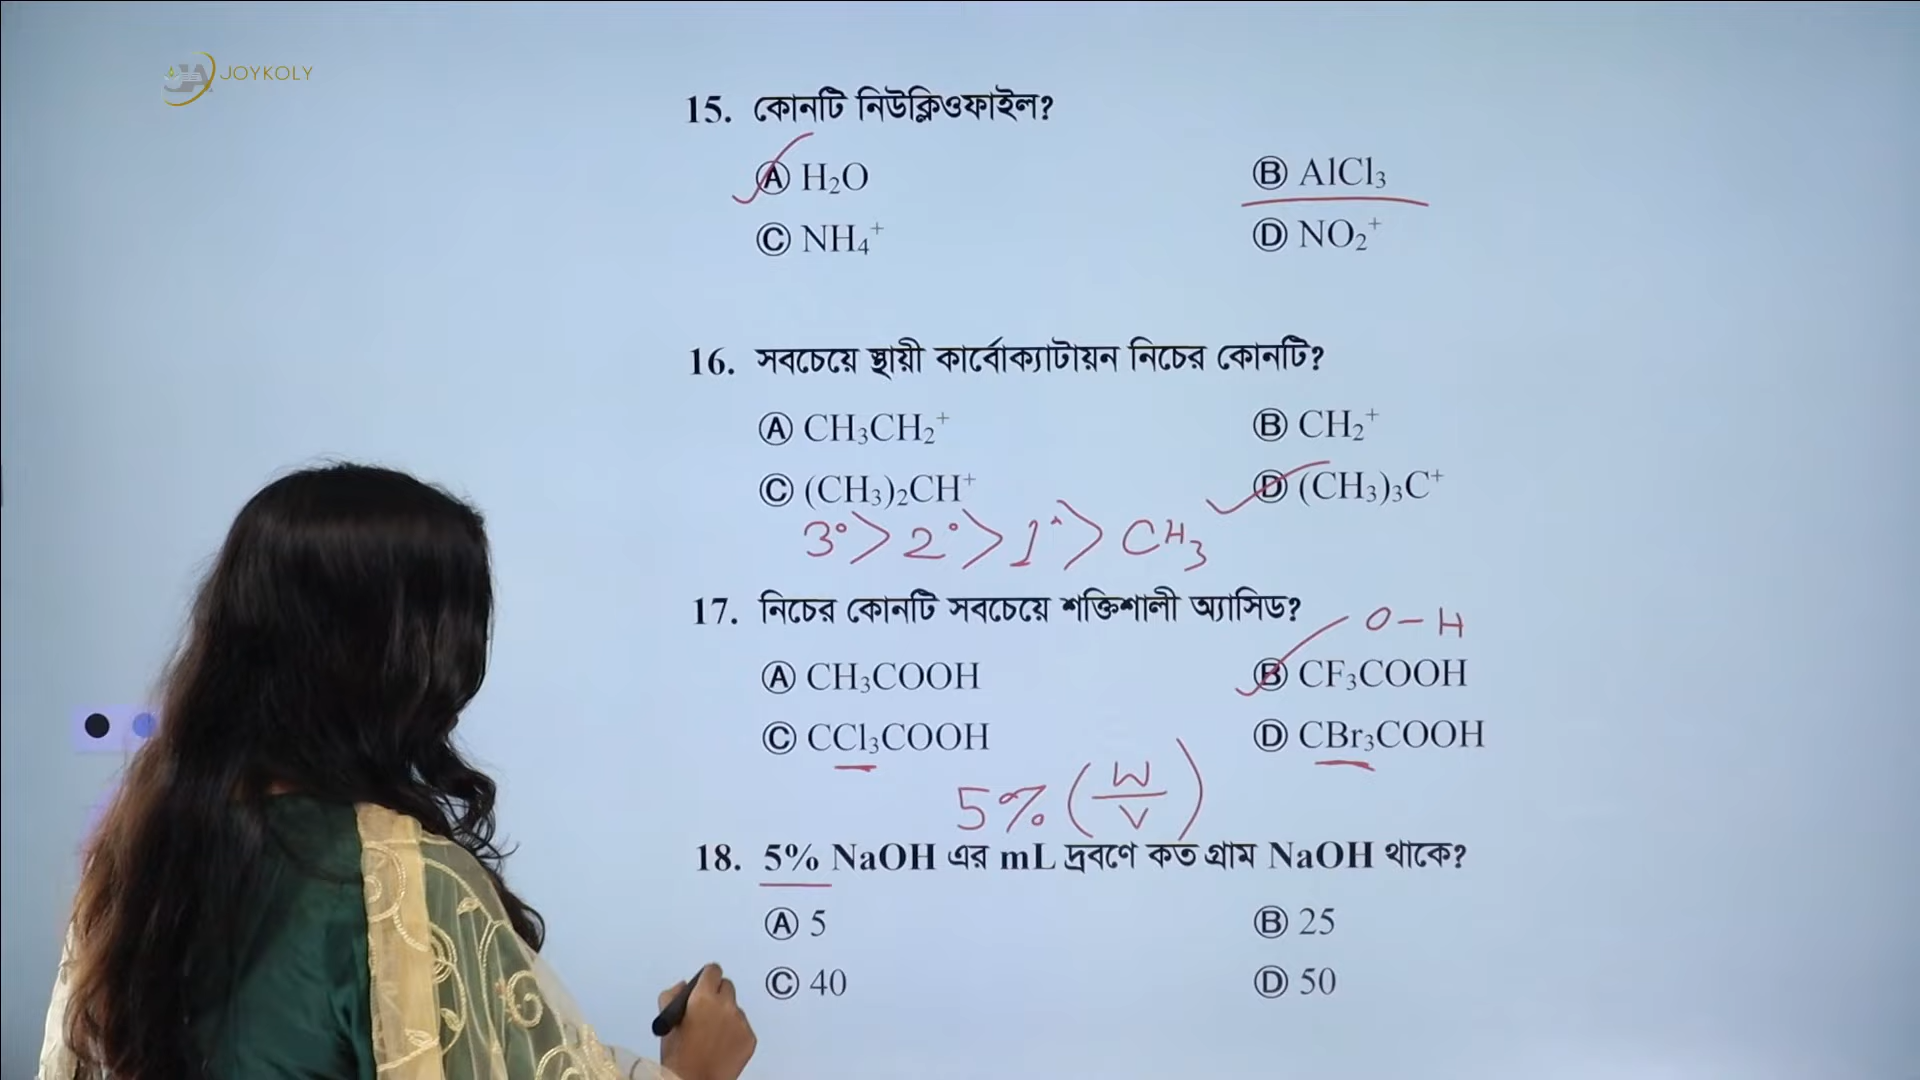 JOYKOLY
15. কোনটি নিউক্লিওফাইল?
Ⓐ H₂O Ⓑ AlCl₃
Ⓒ NH₄⁺ Ⓓ NO₂⁺
16. সবচেয়ে স্থায়ী কার্বোক্যাটায়ন নিচের কোনটি?
Ⓐ CH₃CH₂⁺ Ⓑ CH₂⁺
Ⓒ (CH₃)₂CH⁺ Ⓓ (CH₃)₃C⁺
3° > 2° > 1° > CH₃
17. নিচের কোনটি সবচেয়ে শক্তিশালী অ্যাসিড?
O – H
Ⓐ CH₃COOH Ⓑ CF₃COOH
Ⓒ CCl₃COOH Ⓓ CBr₃COOH
5% (W/V)
18. 5% NaOH এর mL দ্রবণে কত গ্রাম NaOH থাকে?
Ⓐ 5 Ⓑ 25
Ⓒ 40 Ⓓ 50